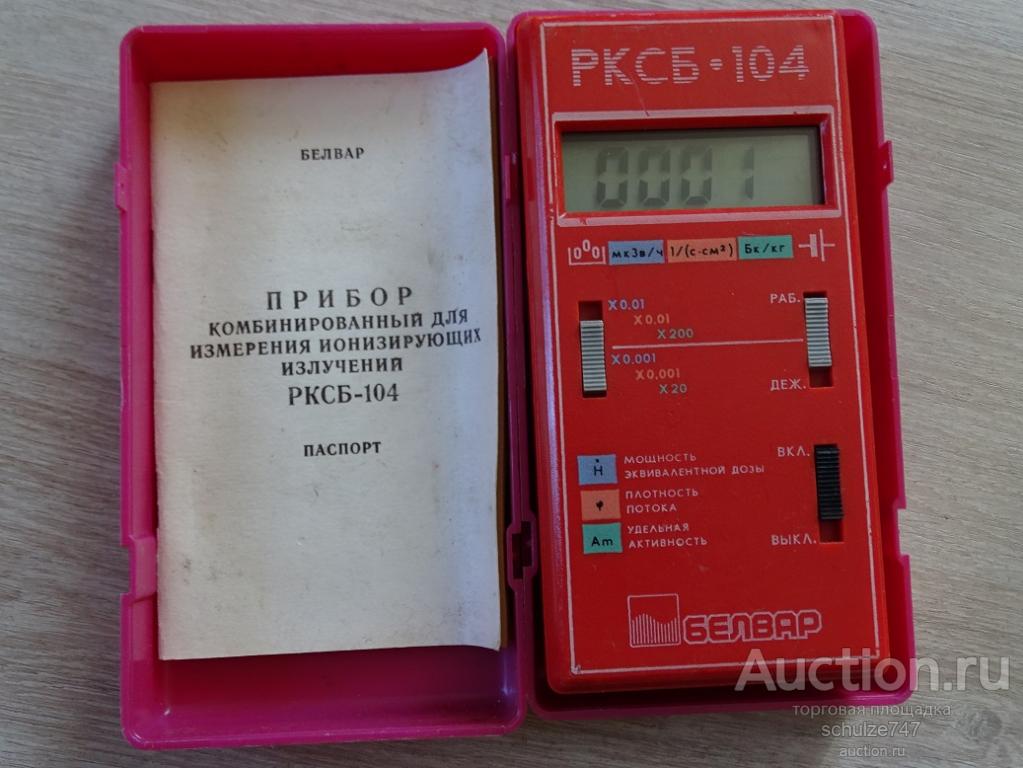 БЕЛВАР
ПРИБОР
КОМБИНИРОВАННЫЙ ДЛЯ
ИЗМЕРЕНИЯ ИОНИЗИРУЮЩИХ
ИЗЛУЧЕНИЙ
РКСБ-104
ПАСПОРТ
РКСБ•104
0001
0001 мкЗв/ч 1/(с·см²) Бк/кг
X0,01
X0,01
X200
X0,001
X0,001
X20
РАБ.
ДЕЖ.
ВКЛ.
ВЫКЛ.
Ḣ МОЩНОСТЬ
ЭКВИВАЛЕНТНОЙ ДОЗЫ
φ ПЛОТНОСТЬ
ПОТОКА
Am УДЕЛЬНАЯ
АКТИВНОСТЬ
БЕЛВАР
Auction.ru
торговая площадка
schulze747
auction.ru